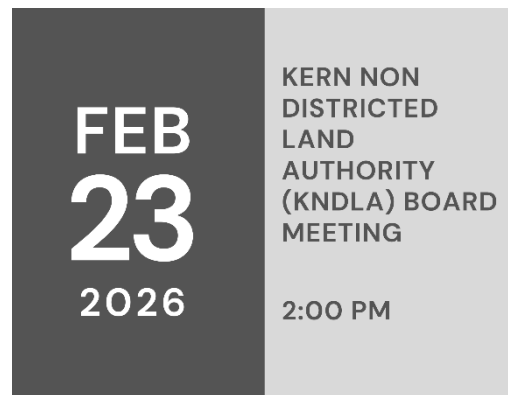 FEB
23
2026
KERN NON
DISTRICTED
LAND
AUTHORITY
(KNDLA) BOARD
MEETING
2:00 PM